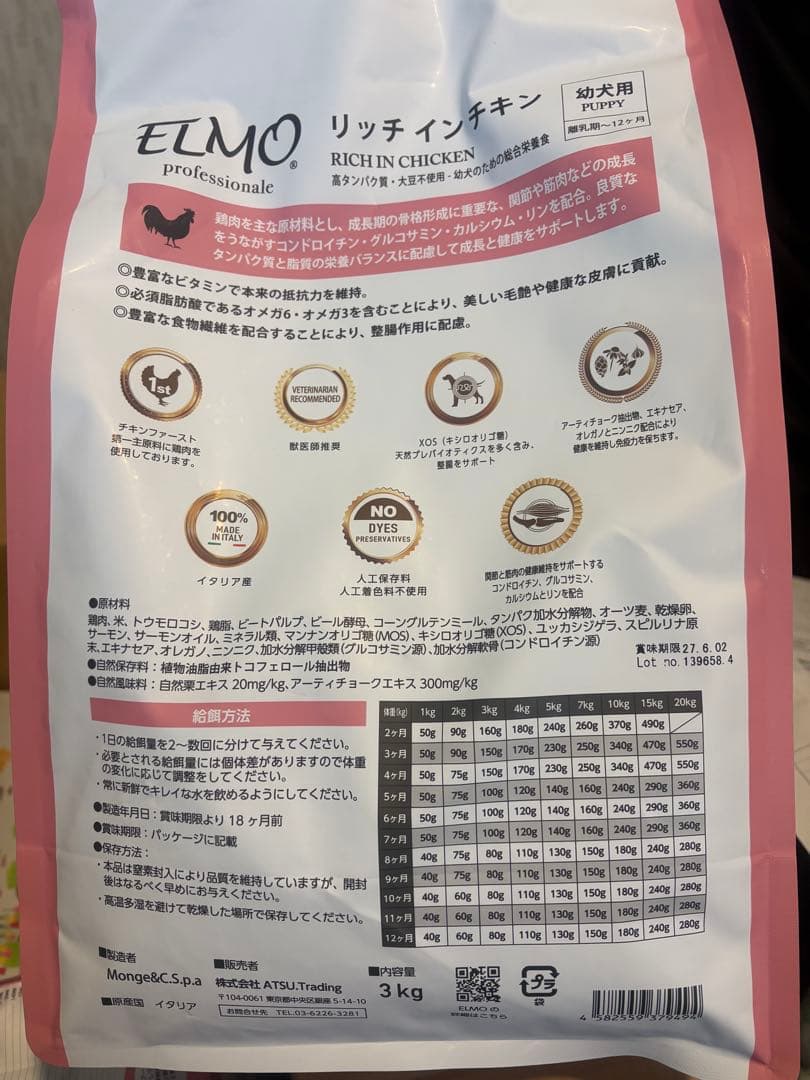 ELMO®
professionale
リッチ イン チキン
RICH IN CHICKEN
高タンパク質・大豆不使用 - 幼犬のための総合栄養食
幼犬用
PUPPY
離乳期〜12ヶ月
鶏肉を主な原材料とし、成長期の骨格形成に重要な、関節や筋肉などの成長
をうながすコンドロイチン・グルコサミン・カルシウム・リンを配合。良質な
タンパク質と脂質の栄養バランスに配慮して成長と健康をサポートします。
◎豊富なビタミンで本来の抵抗力を維持。
◎必須脂肪酸であるオメガ6・オメガ3を含むことにより、美しい毛艶や健康な皮膚に貢献。
◎豊富な食物繊維を配合することにより、整腸作用に配慮。
1st
チキンファースト
第一主原料に鶏肉を
使用しております。
VETERINARIAN
RECOMMENDED
獣医師推奨
XOS（キシロオリゴ糖）
天然プレバイオティクスを多く含み、
整腸をサポート
アーティチョーク抽出物、エキナセア、
オレガノとニンニク配合により
健康を維持し免疫力を保ちます。
100%
MADE
IN ITALY
イタリア産
NO
DYES
PRESERVATIVES
人工保存料
人工着色料不使用
関節と筋肉の健康維持をサポートする
コンドロイチン、グルコサミン、
カルシウムとリンを配合
●原材料
鶏肉、米、トウモロコシ、鶏脂、ビートパルプ、ビール酵母、コーングルテンミール、タンパク加水分解物、オーツ麦、乾燥卵、
サーモン、サーモンオイル、ミネラル類、マンナンオリゴ糖(MOS)、キシロオリゴ糖(XOS)、ユッカシジゲラ、スピルリナ原
末、エキナセア、オレガノ、ニンニク、加水分解甲殻類(グルコサミン源)、加水分解軟骨(コンドロイチン源)
●自然保存料：植物油脂由来トコフェロール抽出物
●自然風味料：自然栗エキス 20mg/kg、アーティチョークエキス 300mg/kg
賞味期限27.6.02
Lot no.139658.4
給餌方法
・1日の給餌量を2〜数回に分けて与えてください。
・必要とされる給餌量には個体差がありますので体重
の変化に応じて調整をしてください。
・常に新鮮でキレイな水を飲めるようにしてください。
●製造年月日：賞味期限より 18 ヶ月前
●賞味期限：パッケージに記載
●保存方法：
・本品は窒素封入により品質を維持していますが、開封
後はなるべく早めにお与えください。
・高温多湿を避けて乾燥した場所で保存してください。
体重(kg) 1kg 2kg 3kg 4kg 5kg 7kg 10kg 15kg 20kg
2ヶ月 50g 90g 160g 180g 240g 260g 370g 490g
3ヶ月 50g 90g 150g 170g 230g 250g 340g 470g 550g
4ヶ月 50g 75g 150g 170g 230g 250g 340g 470g 550g
5ヶ月 50g 75g 100g 120g 140g 160g 240g 290g 360g
6ヶ月 50g 75g 100g 120g 140g 160g 240g 290g 360g
7ヶ月 50g 75g 100g 120g 140g 160g 240g 290g 360g
8ヶ月 40g 75g 80g 110g 130g 150g 180g 240g 280g
9ヶ月 40g 75g 80g 110g 130g 150g 180g 240g 280g
10ヶ月 40g 60g 80g 110g 130g 150g 180g 240g 280g
11ヶ月 40g 60g 80g 110g 130g 150g 180g 240g 280g
12ヶ月 40g 60g 80g 110g 130g 150g 180g 240g 280g
■製造者
Monge&C.S.p.a
■原産国 イタリア
■販売者
株式会社 ATSU.Trading
〒104-0061 東京都中央区銀座 5-14-10
お問合せ先 TEL.03-6226-3281
■内容量
3 kg
ELMO の
詳細はこちら
プラ
袋
4 582559 379494